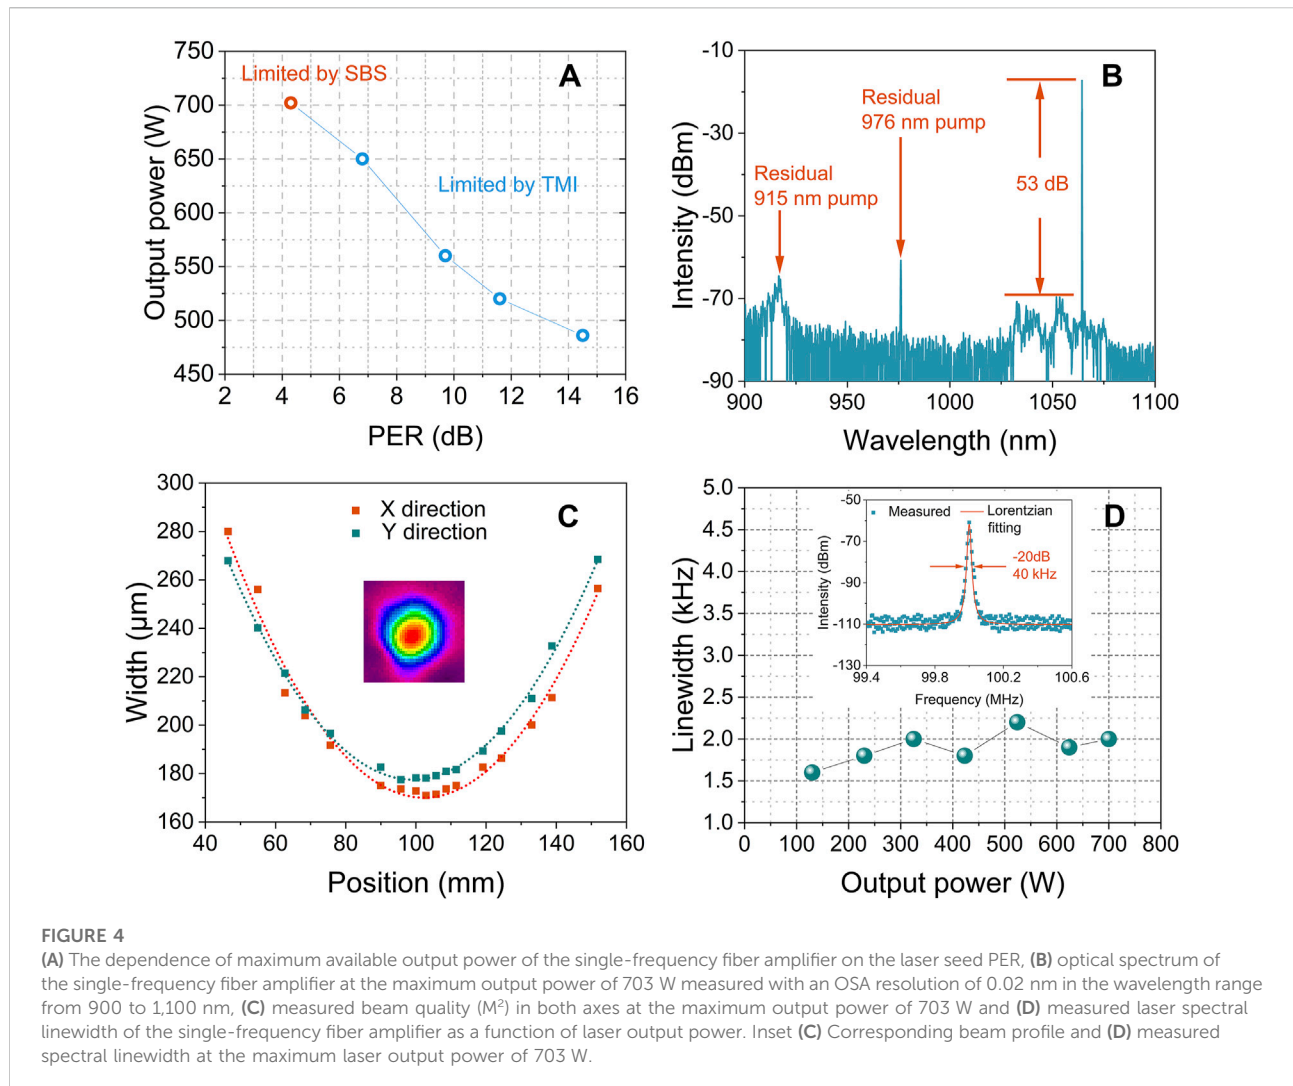 A
Limited by SBS
Limited by TMI
750
700
650
600
550
500
450
2 4 6 8 10 12 14 16
Output power (W)
PER (dB)
B
Residual
976 nm pump
Residual
915 nm pump
53 dB
-10
-30
-50
-70
-90
900 950 1000 1050 1100
Intensity (dBm)
Wavelength (nm)
C
X direction
Y direction
300
280
260
240
220
200
180
160
40 60 80 100 120 140 160
Width (µm)
Position (mm)
D
5.0
4.5
4.0
3.5
3.0
2.5
2.0
1.5
1.0
0 100 200 300 400 500 600 700 800
Linewidth (kHz)
Output power (W)
Measured
Lorentzian
fitting
-20dB
40 kHz
-50
-70
-90
-110
-130
99.4 99.8 100.2 100.6
Intensity (dBm)
Frequency (MHz)
FIGURE 4
(A) The dependence of maximum available output power of the single-frequency fiber amplifier on the laser seed PER, (B) optical spectrum of
the single-frequency fiber amplifier at the maximum output power of 703 W measured with an OSA resolution of 0.02 nm in the wavelength range
from 900 to 1,100 nm, (C) measured beam quality (M²) in both axes at the maximum output power of 703 W and (D) measured laser spectral
linewidth of the single-frequency fiber amplifier as a function of laser output power. Inset (C) Corresponding beam profile and (D) measured
spectral linewidth at the maximum laser output power of 703 W.